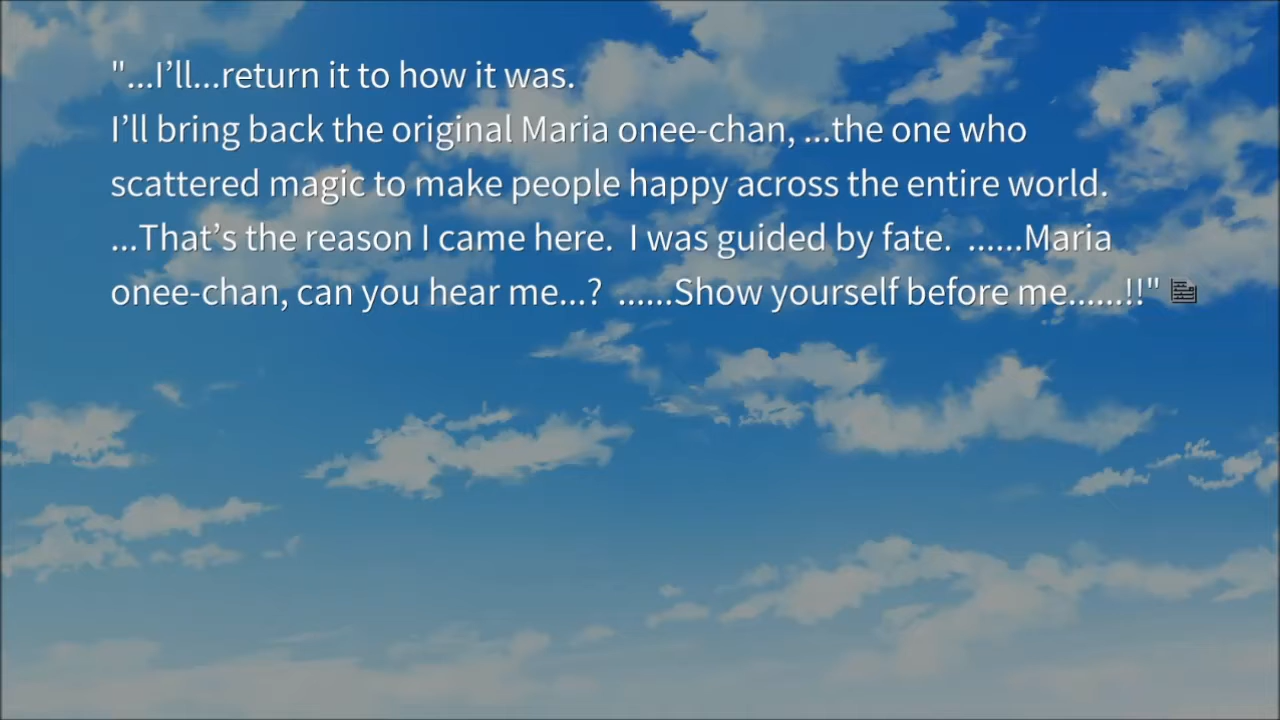 "...I’ll...return it to how it was.
I’ll bring back the original Maria onee-chan, ...the one who
scattered magic to make people happy across the entire world.
...That’s the reason I came here.  I was guided by fate.  ......Maria
onee-chan, can you hear me...?  ......Show yourself before me......!!"